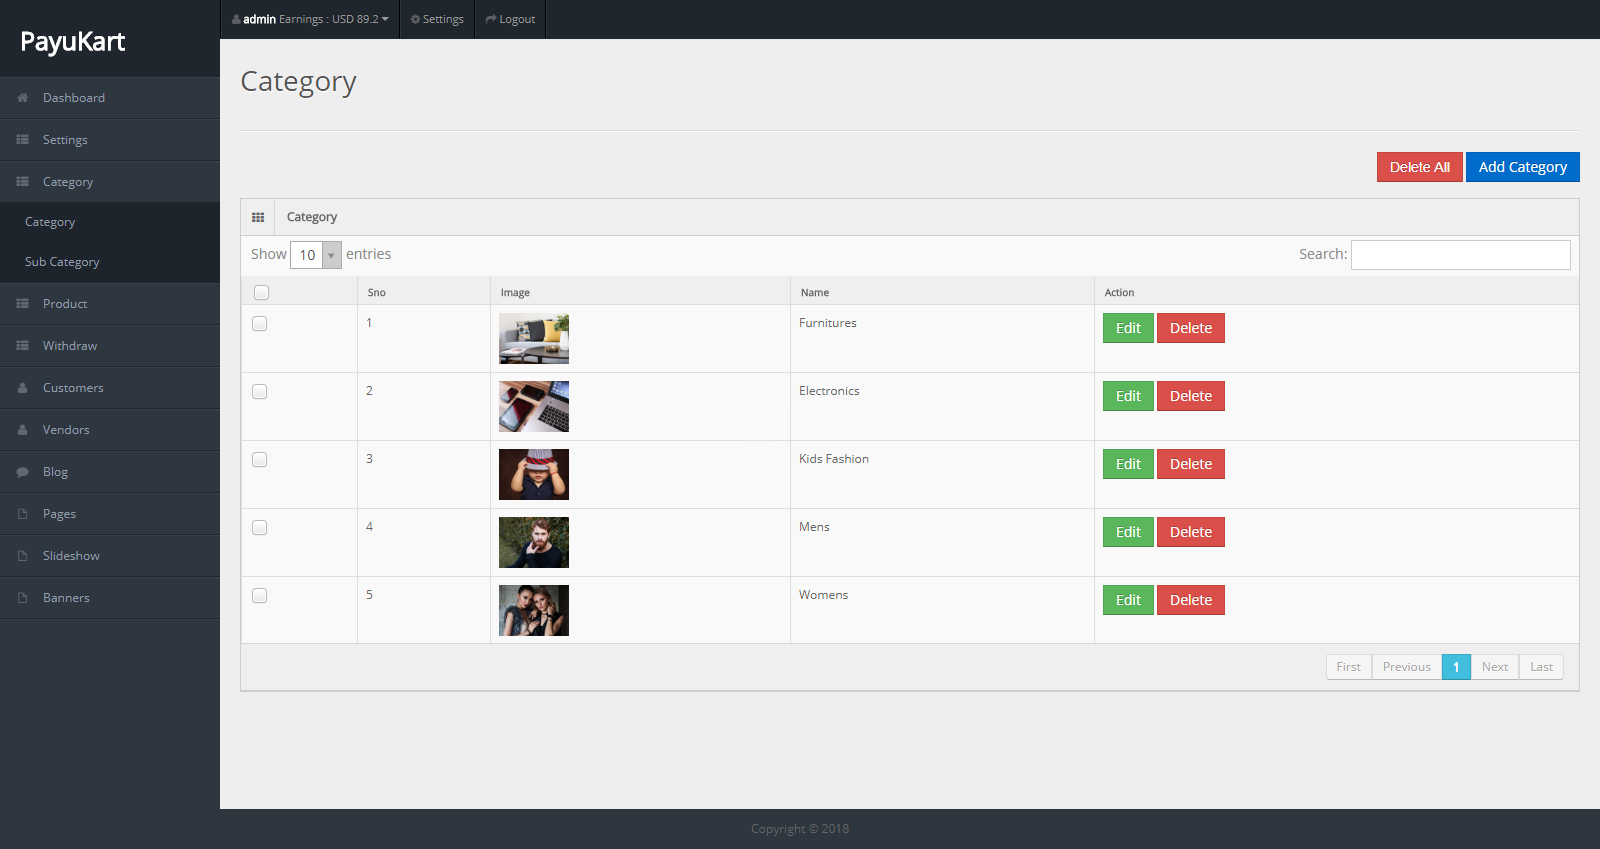 PayuKart
admin Earnings : USD 89.2
Settings
Logout
Dashboard
Settings
Category
Category
Sub Category
Product
Withdraw
Customers
Vendors
Blog
Pages
Slideshow
Banners
Category
Delete All
Add Category
Category
Show 10 entries
Search:
Sno Image Name Action
1 Furnitures Edit Delete
2 Electronics Edit Delete
3 Kids Fashion Edit Delete
4 Mens Edit Delete
5 Womens Edit Delete
First Previous 1 Next Last
Copyright © 2018